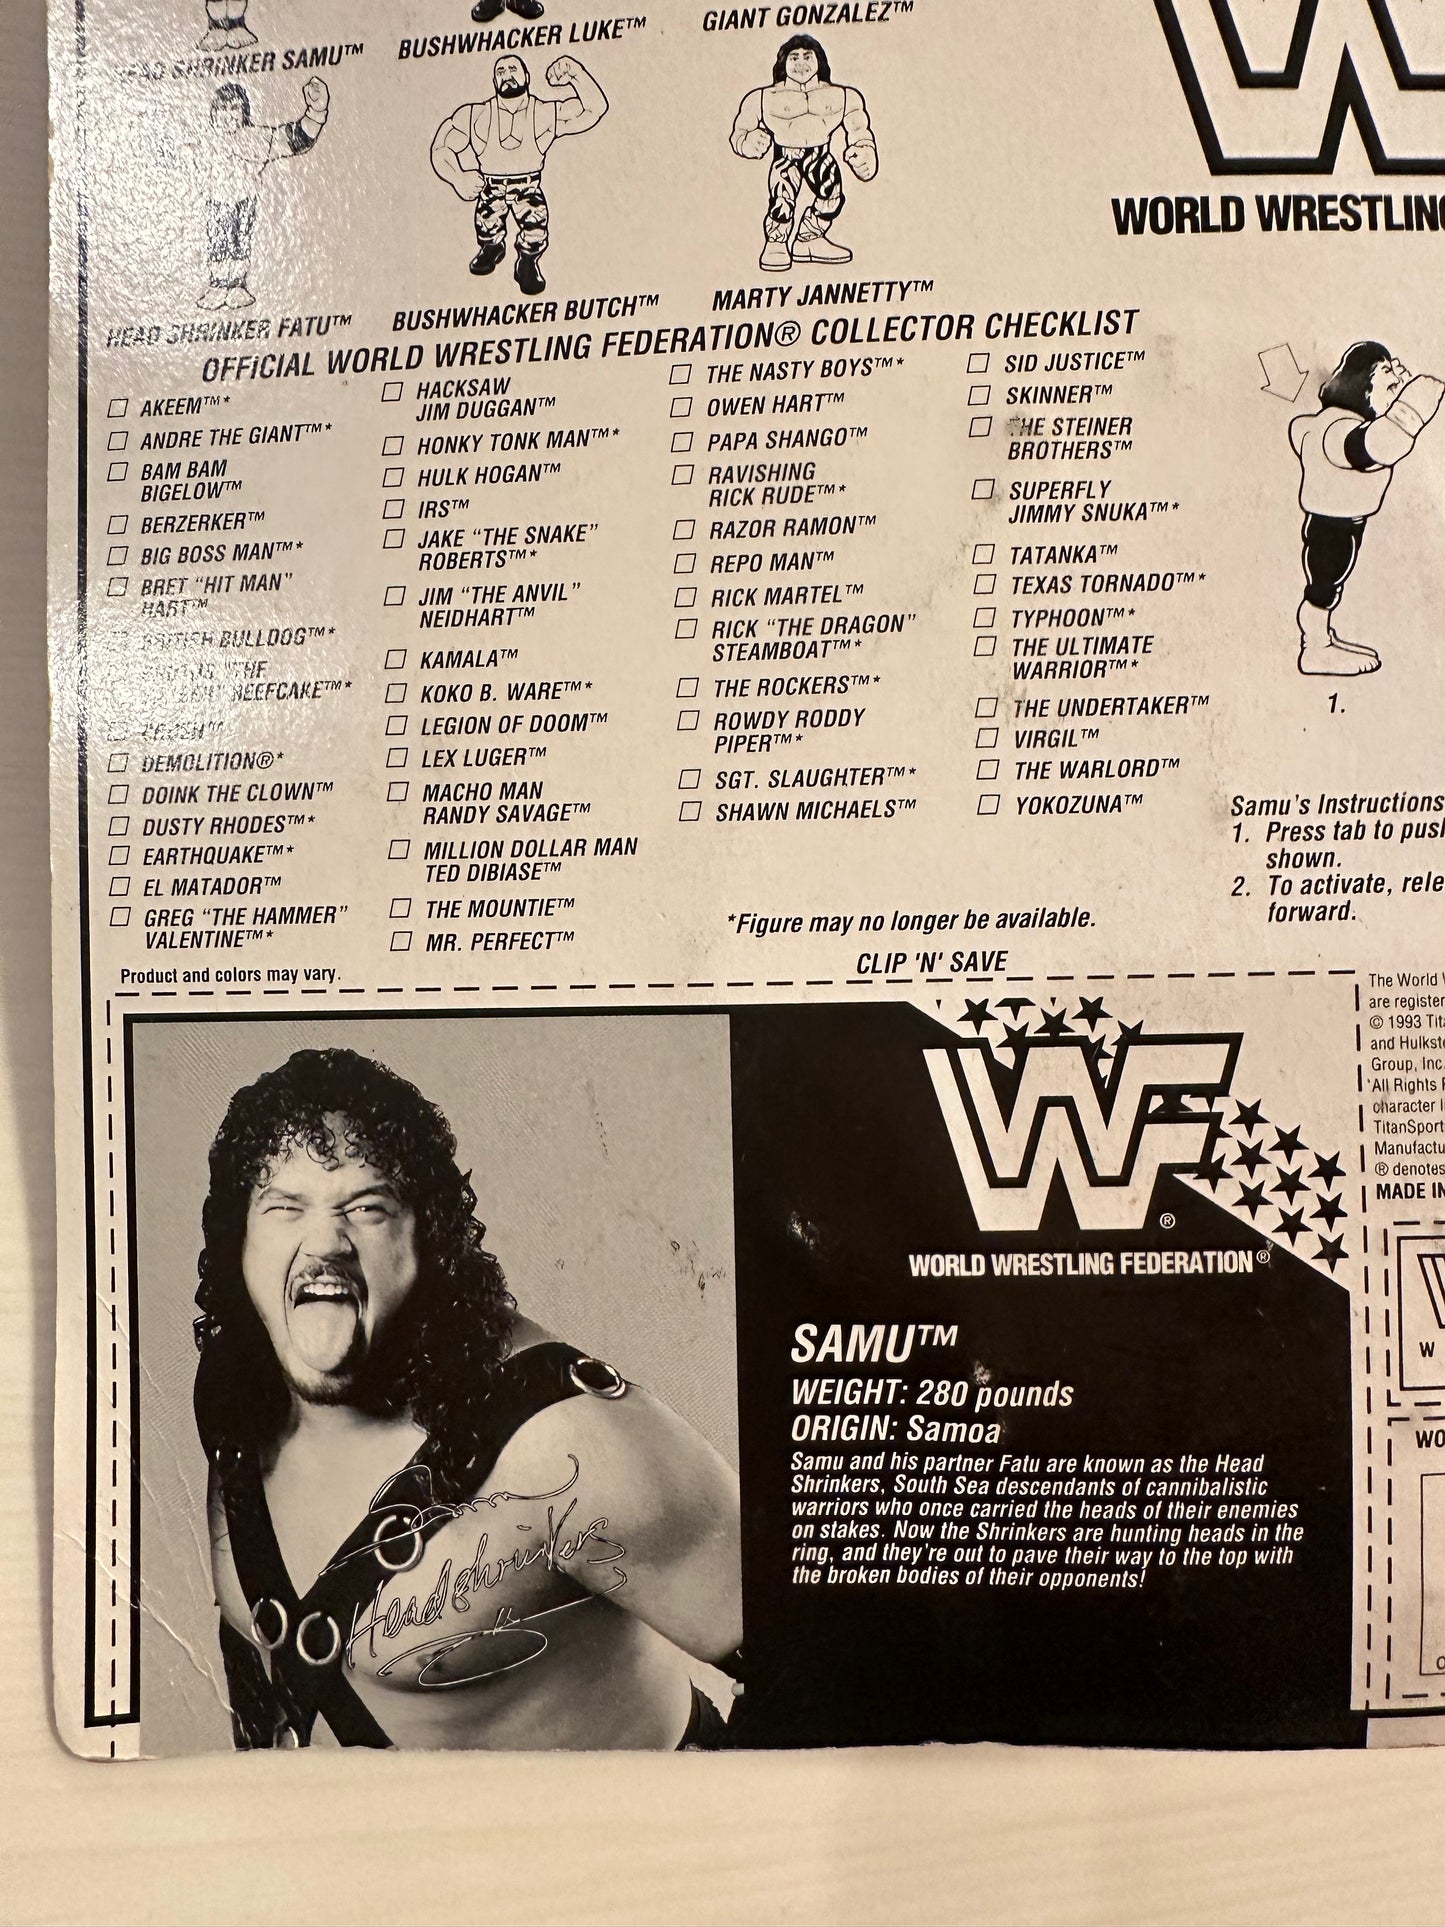 HEAD SHRINKER SAMU™
BUSHWHACKER LUKE™
GIANT GONZALEZ™
HEAD SHRINKER FATU™
BUSHWHACKER BUTCH™
MARTY JANNETTY™
WORLD WRESTLING
OFFICIAL WORLD WRESTLING FEDERATION® COLLECTOR CHECKLIST
AKEEM™*
ANDRE THE GIANT™*
BAM BAM
BIGELOW™
BERZERKER™
BIG BOSS MAN™*
BRET "HIT MAN"
HART™
BRITISH BULLDOG™*
"THE
BEEFCAKE™*
DEMOLITION®*
DOINK THE CLOWN™
DUSTY RHODES™*
EARTHQUAKE™*
EL MATADOR™
GREG "THE HAMMER"
VALENTINE™*
HACKSAW
JIM DUGGAN™
HONKY TONK MAN™*
HULK HOGAN™
IRS™
JAKE "THE SNAKE"
ROBERTS™*
JIM "THE ANVIL"
NEIDHART™
KAMALA™
KOKO B. WARE™*
LEGION OF DOOM™
LEX LUGER™
MACHO MAN
RANDY SAVAGE™
MILLION DOLLAR MAN
TED DIBIASE™
THE MOUNTIE™
MR. PERFECT™
THE NASTY BOYS™*
OWEN HART™
PAPA SHANGO™
RAVISHING
RICK RUDE™*
RAZOR RAMON™
REPO MAN™
RICK MARTEL™
RICK "THE DRAGON"
STEAMBOAT™*
THE ROCKERS™*
ROWDY RODDY
PIPER™*
SGT. SLAUGHTER™*
SHAWN MICHAELS™
SID JUSTICE™
SKINNER™
THE STEINER
BROTHERS™
SUPERFLY
JIMMY SNUKA™*
TATANKA™
TEXAS TORNADO™*
TYPHOON™*
THE ULTIMATE
WARRIOR™*
THE UNDERTAKER™
VIRGIL™
THE WARLORD™
YOKOZUNA™
*Figure may no longer be available.
1.
Samu's Instructions
1. Press tab to push
shown.
2. To activate, rele
forward.
Product and colors may vary.
CLIP 'N' SAVE
WF
®
WORLD WRESTLING FEDERATION®
SAMU™
WEIGHT: 280 pounds
ORIGIN: Samoa
Samu and his partner Fatu are known as the Head
Shrinkers, South Sea descendants of cannibalistic
warriors who once carried the heads of their enemies
on stakes. Now the Shrinkers are hunting heads in the
ring, and they're out to pave their way to the top with
the broken bodies of their opponents!
Samu
Headshrinkers
The World W
are register
© 1993 Tit
and Hulkst
Group, Inc.
All Rights R
character
TitanSport
Manufactu
® denotes
MADE IN
W
WO